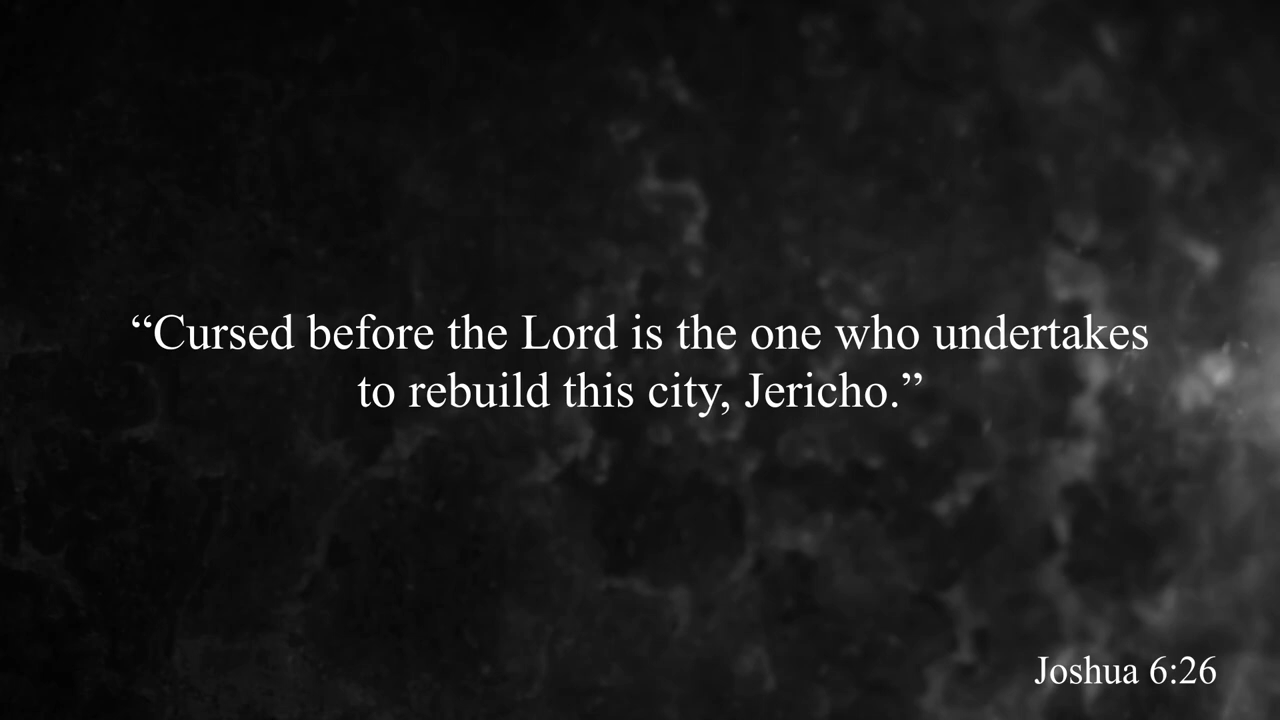 “Cursed before the Lord is the one who undertakes
to rebuild this city, Jericho.”
Joshua 6:26